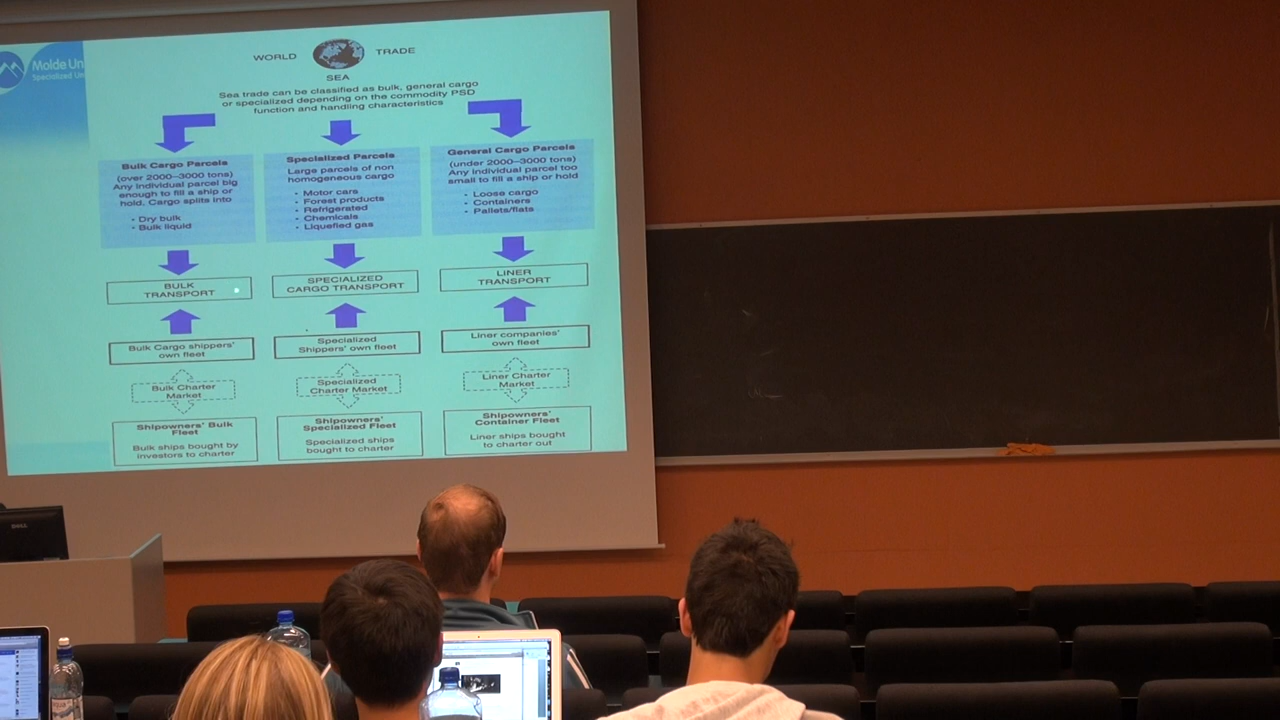 Molde Un
Specialized Un
WORLD TRADE
SEA
Sea trade can be classified as bulk, general cargo
or specialized depending on the commodity PSD
function and handling characteristics
Bulk Cargo Parcels
(over 2000–3000 tons)
Any individual parcel big
enough to fill a ship or
hold. Cargo splits into
• Dry bulk
• Bulk liquid
Specialized Parcels
Large parcels of non
homogeneous cargo
• Motor cars
• Forest products
• Refrigerated
• Chemicals
• Liquefied gas
General Cargo Parcels
(under 2000–3000 tons)
Any individual parcel too
small to fill a ship or hold
• Loose cargo
• Containers
• Pallets/flats
BULK
TRANSPORT
SPECIALIZED
CARGO TRANSPORT
LINER
TRANSPORT
Bulk Cargo shippers'
own fleet
Specialized
Shippers' own fleet
Liner companies'
own fleet
Bulk Charter
Market
Specialized
Charter Market
Liner Charter
Market
Shipowners' Bulk
Fleet
Bulk ships bought by
investors to charter
Shipowners'
Specialized Fleet
Specialized ships
bought to charter
Shipowners'
Container Fleet
Liner ships bought
to charter out
DELL